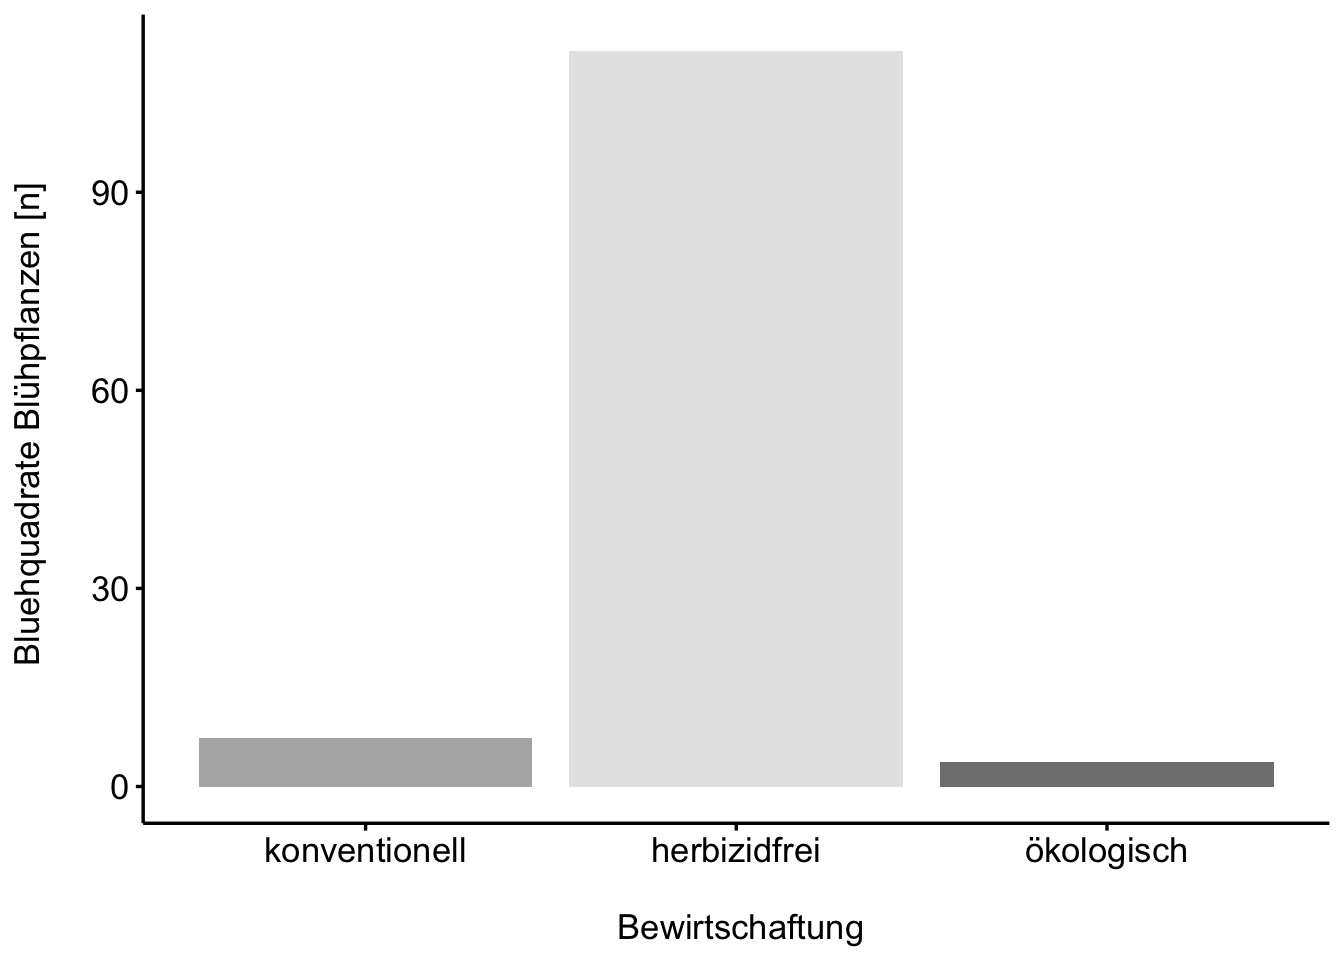 Bluehquadrate Blühpflanzen [n]
90
60
30
0
konventionell
herbizidfrei
ökologisch
Bewirtschaftung